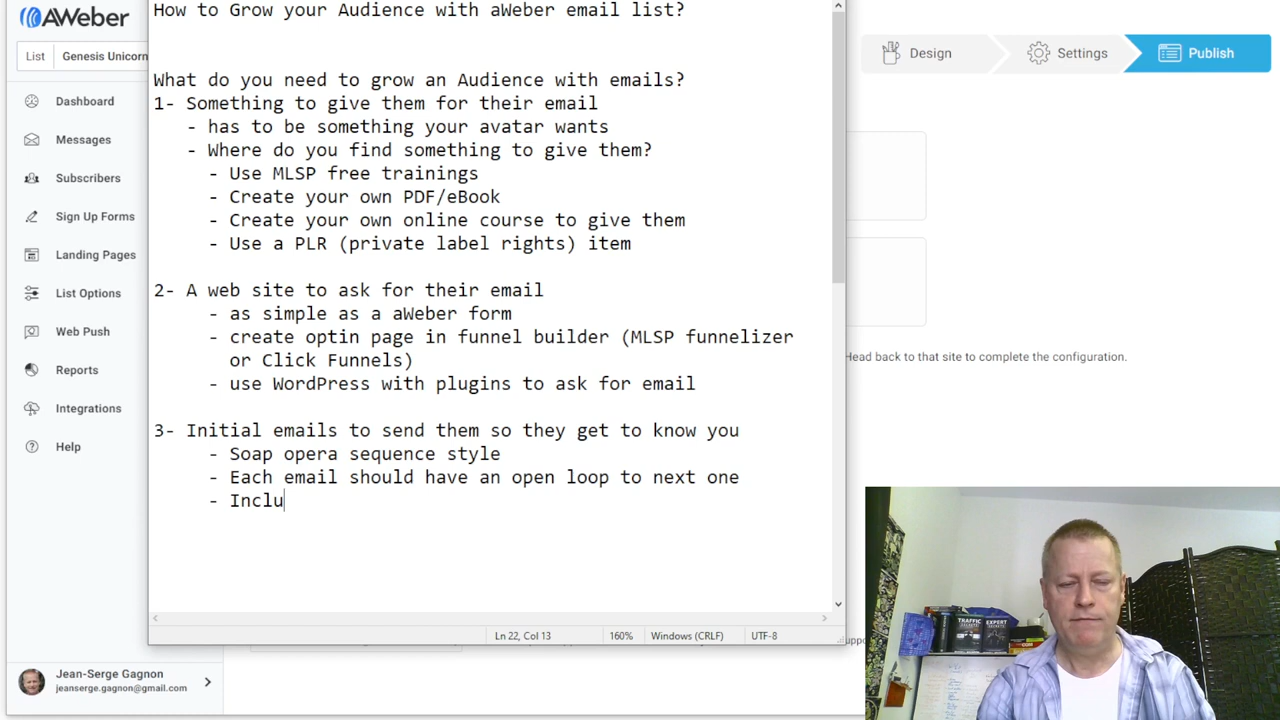 AWeber
List
Genesis Unicorn
Dashboard
Messages
Subscribers
Sign Up Forms
Landing Pages
List Options
Web Push
Reports
Integrations
Help
Jean-Serge Gagnon
jeanserge.gagnon@gmail.com
How to Grow your Audience with aWeber email list?
What do you need to grow an Audience with emails?
1- Something to give them for their email
- has to be something your avatar wants
- Where do you find something to give them?
- Use MLSP free trainings
- Create your own PDF/eBook
- Create your own online course to give them
- Use a PLR (private label rights) item
2- A web site to ask for their email
- as simple as a aWeber form
- create optin page in funnel builder (MLSP funnelizer
or Click Funnels)
- use WordPress with plugins to ask for email
3- Initial emails to send them so they get to know you
- Soap opera sequence style
- Each email should have an open loop to next one
- Inclu
Ln 22, Col 13
160%
Windows (CRLF)
UTF-8
Design
Settings
Publish
Head back to that site to complete the configuration.
TRAFFIC
SECRETS
EXPERT
SECRETS